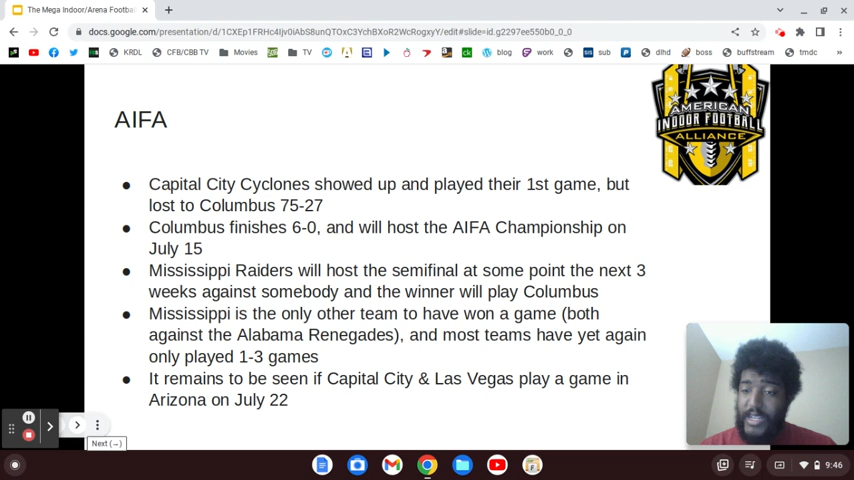 The Mega Indoor/Arena Footba
docs.google.com/presentation/d/1CXEp1FRHc4Ijv0iAbS8unQTOxC3YchBXoR2WcRogxyY/edit#slide=id.g2297ee550b0_0_0
KRDL
CFB/CBB TV
Movies
TV
blog
work
sub
dlhd
boss
buffstream
tmdc
AIFA
AMERICAN
INDOOR FOOTBALL
ALLIANCE
● Capital City Cyclones showed up and played their 1st game, but
lost to Columbus 75-27
● Columbus finishes 6-0, and will host the AIFA Championship on
July 15
● Mississippi Raiders will host the semifinal at some point the next 3
weeks against somebody and the winner will play Columbus
● Mississippi is the only other team to have won a game (both
against the Alabama Renegades), and most teams have yet again
only played 1-3 games
● It remains to be seen if Capital City & Las Vegas play a game in
Arizona on July 22
Next (→)
9:46